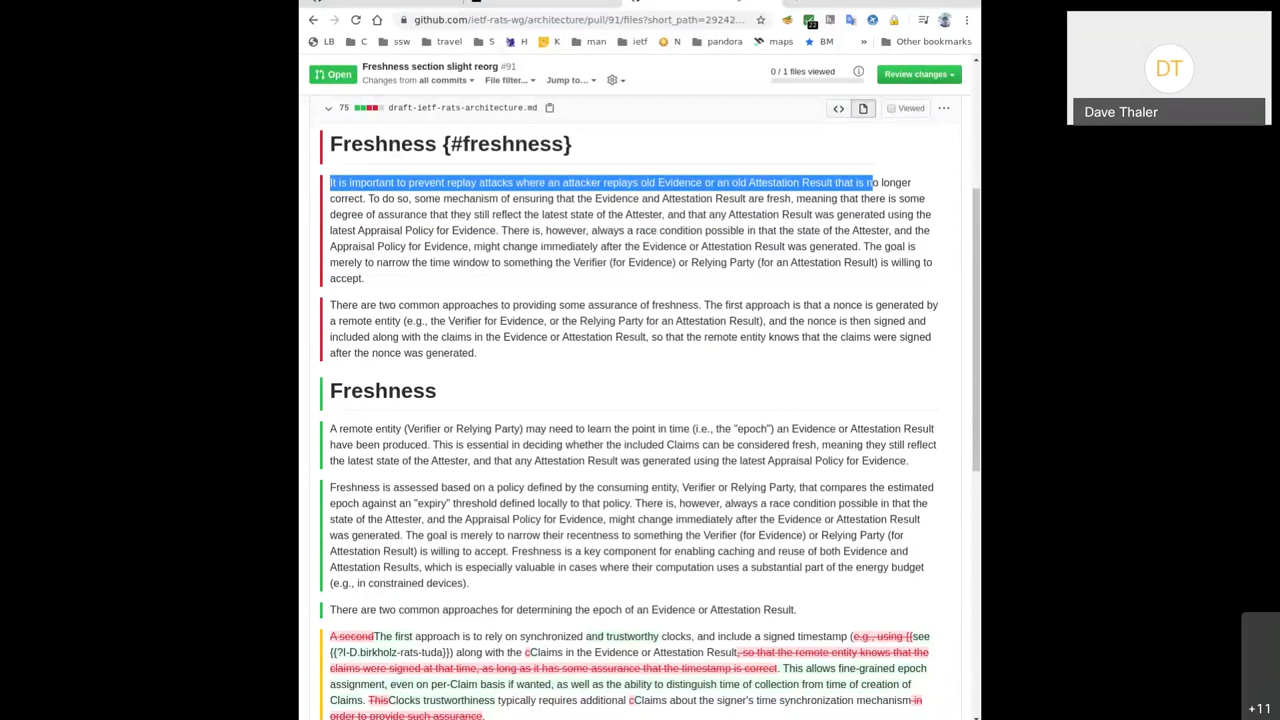 github.com/ietf-rats-wg/architecture/pull/91/files?short_path=29242...
22
LB
C
ssw
travel
S
H
K
man
ietf
N
pandora
maps
BM
»
Other bookmarks
Open
Freshness section slight reorg #91
Changes from all commits
File filter...
Jump to...
0 / 1 files viewed
Review changes
75 draft-ietf-rats-architecture.md
<>
Viewed
...
Freshness {#freshness}
It is important to prevent replay attacks where an attacker replays old Evidence or an old Attestation Result that is no longer
correct. To do so, some mechanism of ensuring that the Evidence and Attestation Result are fresh, meaning that there is some
degree of assurance that they still reflect the latest state of the Attester, and that any Attestation Result was generated using the
latest Appraisal Policy for Evidence. There is, however, always a race condition possible in that the state of the Attester, and the
Appraisal Policy for Evidence, might change immediately after the Evidence or Attestation Result was generated. The goal is
merely to narrow the time window to something the Verifier (for Evidence) or Relying Party (for an Attestation Result) is willing to
accept.
There are two common approaches to providing some assurance of freshness. The first approach is that a nonce is generated by
a remote entity (e.g., the Verifier for Evidence, or the Relying Party for an Attestation Result), and the nonce is then signed and
included along with the claims in the Evidence or Attestation Result, so that the remote entity knows that the claims were signed
after the nonce was generated.
Freshness
A remote entity (Verifier or Relying Party) may need to learn the point in time (i.e., the "epoch") an Evidence or Attestation Result
have been produced. This is essential in deciding whether the included Claims can be considered fresh, meaning they still reflect
the latest state of the Attester, and that any Attestation Result was generated using the latest Appraisal Policy for Evidence.
Freshness is assessed based on a policy defined by the consuming entity, Verifier or Relying Party, that compares the estimated
epoch against an "expiry" threshold defined locally to that policy. There is, however, always a race condition possible in that the
state of the Attester, and the Appraisal Policy for Evidence, might change immediately after the Evidence or Attestation Result
was generated. The goal is merely to narrow their recentness to something the Verifier (for Evidence) or Relying Party (for
Attestation Result) is willing to accept. Freshness is a key component for enabling caching and reuse of both Evidence and
Attestation Results, which is especially valuable in cases where their computation uses a substantial part of the energy budget
(e.g., in constrained devices).
There are two common approaches for determining the epoch of an Evidence or Attestation Result.
A secondThe first approach is to rely on synchronized and trustworthy clocks, and include a signed timestamp (e.g., using {{see
{{?I-D.birkholz-rats-tuda}}) along with the cClaims in the Evidence or Attestation Result, so that the remote entity knows that the
claims were signed at that time, as long as it has some assurance that the timestamp is correct. This allows fine-grained epoch
assignment, even on per-Claim basis if wanted, as well as the ability to distinguish time of collection from time of creation of
Claims. ThisClocks trustworthiness typically requires additional cClaims about the signer's time synchronization mechanism in
order to provide such assurance.
DT
Dave Thaler
+11